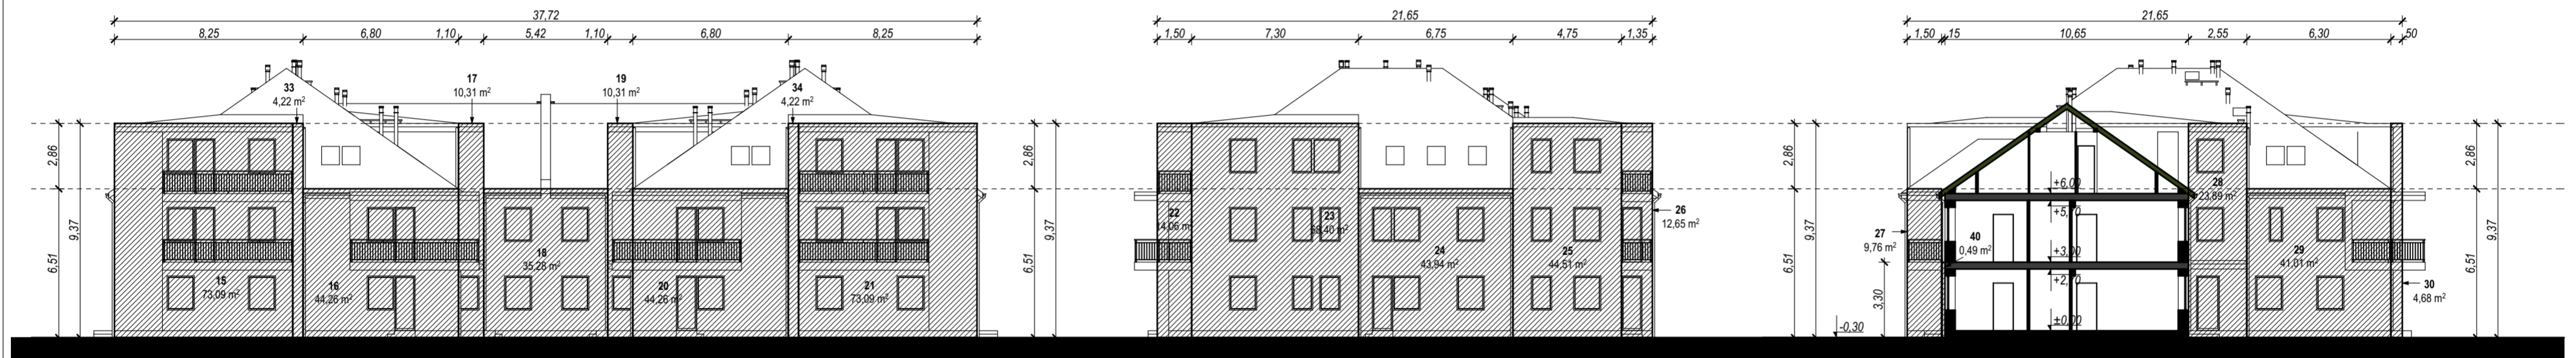 37,72
8,25 6,80 1,10 5,42 1,10 6,80 8,25
33
4,22 m²
17
10,31 m²
19
10,31 m²
34
4,22 m²
2,86
9,37
6,51
15
73,09 m²
16
44,26 m²
18
35,28 m²
20
44,26 m²
21
73,09 m²
2,86
9,37
6,51
21,65
1,50 7,30 6,75 4,75 1,35
22
14,06 m²
23
24
43,94 m²
25
44,51 m²
26
12,65 m²
2,86
9,37
6,51
21,65
1,50 15 10,65 2,55 6,30 50
27
9,76 m²
40
0,49 m²
28
23,89 m²
29
41,01 m²
30
4,68 m²
+6,00
+3,00
±0,00
3,30
-0,30
2,86
9,37
6,51